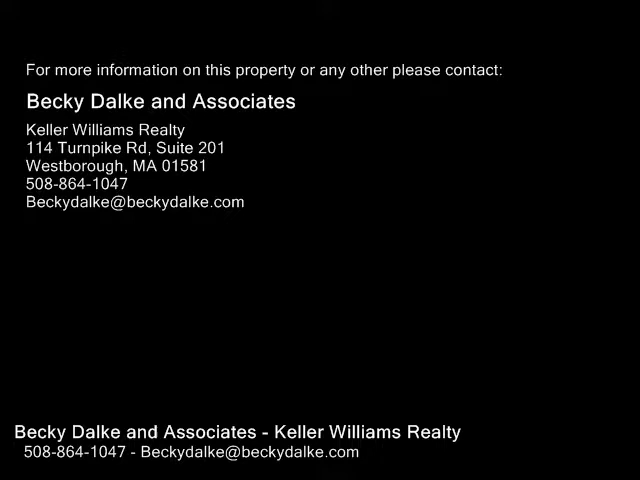 For more information on this property or any other please contact:
Becky Dalke and Associates
Keller Williams Realty
114 Turnpike Rd, Suite 201
Westborough, MA 01581
508-864-1047
Beckydalke@beckydalke.com
Becky Dalke and Associates - Keller Williams Realty
508-864-1047 - Beckydalke@beckydalke.com